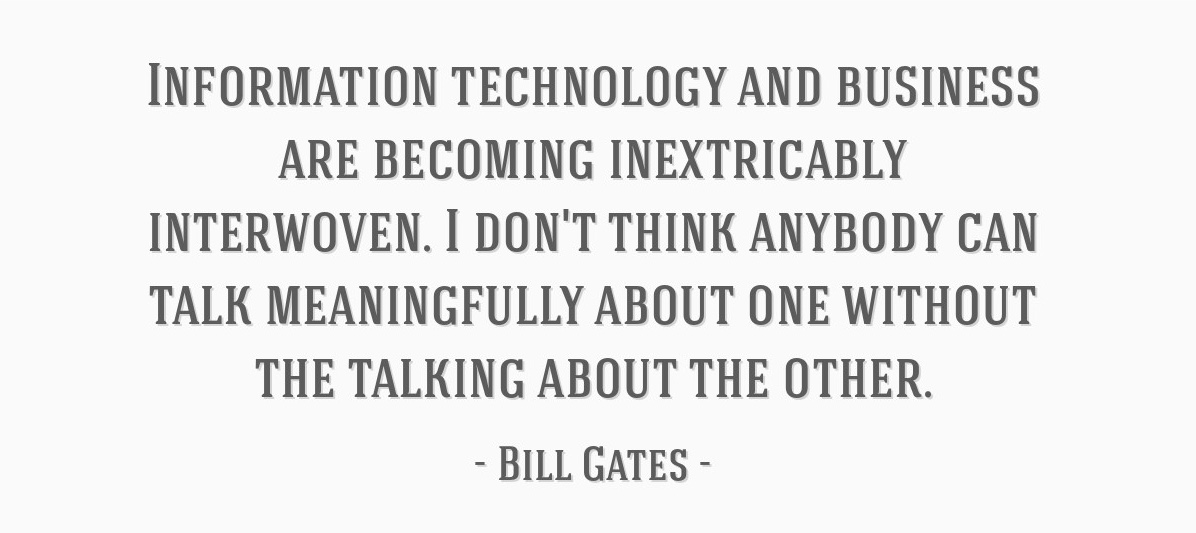 Information technology and business
are becoming inextricably
interwoven. I don't think anybody can
talk meaningfully about one without
the talking about the other.
- Bill Gates -